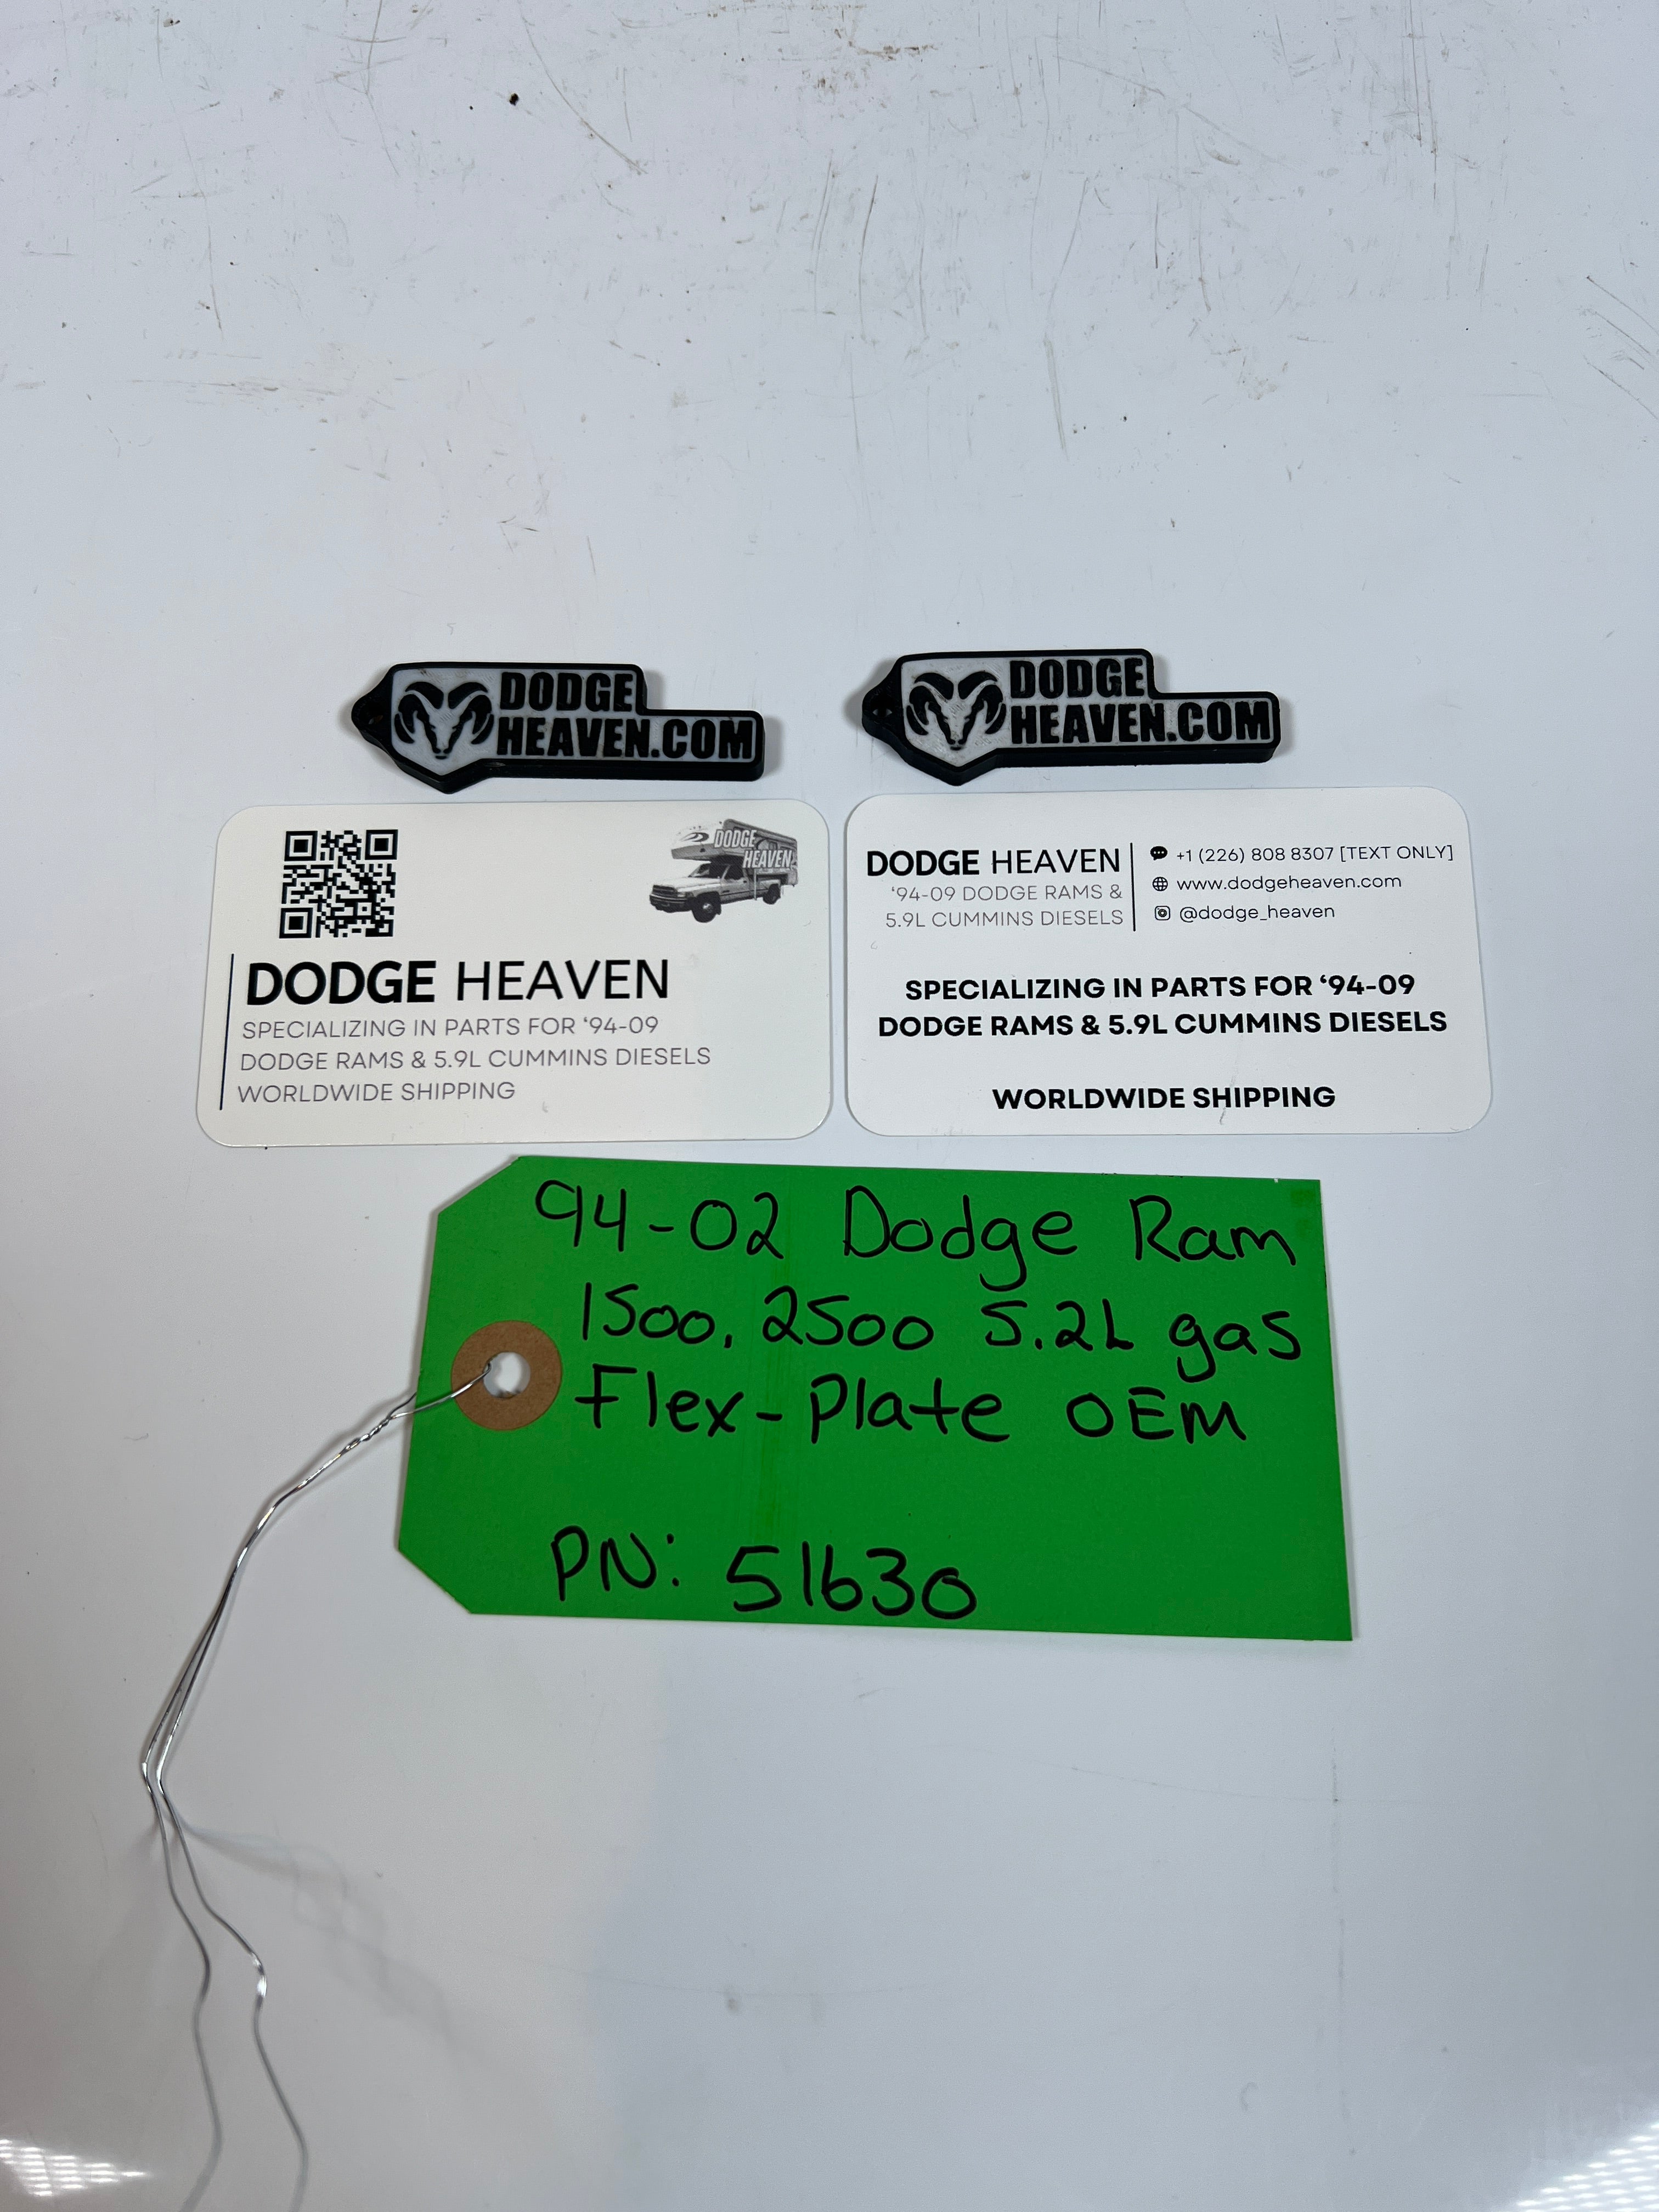 DODGE
HEAVEN.COM
DODGE
HEAVEN.COM
DODGE
HEAVEN
DODGE HEAVEN
SPECIALIZING IN PARTS FOR ‘94-09
DODGE RAMS & 5.9L CUMMINS DIESELS
WORLDWIDE SHIPPING
DODGE HEAVEN
‘94-09 DODGE RAMS &
5.9L CUMMINS DIESELS
+1 (226) 808 8307 [TEXT ONLY]
www.dodgeheaven.com
@dodge_heaven
SPECIALIZING IN PARTS FOR ‘94-09
DODGE RAMS & 5.9L CUMMINS DIESELS
WORLDWIDE SHIPPING
94-02 Dodge Ram
1500, 2500 5.2L gas
Flex-Plate OEM
PN: 51630